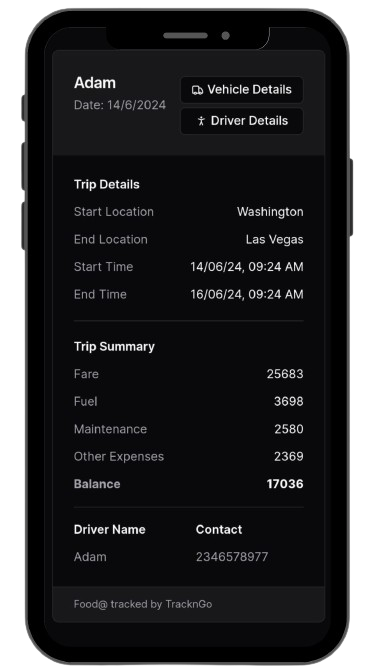 Adam
Date: 14/6/2024
Vehicle Details
Driver Details
Trip Details
Start Location Washington
End Location Las Vegas
Start Time 14/06/24, 09:24 AM
End Time 16/06/24, 09:24 AM
Trip Summary
Fare 25683
Fuel 3698
Maintenance 2580
Other Expenses 2369
Balance 17036
Driver Name Contact
Adam 2346578977
Food@ tracked by TracknGo